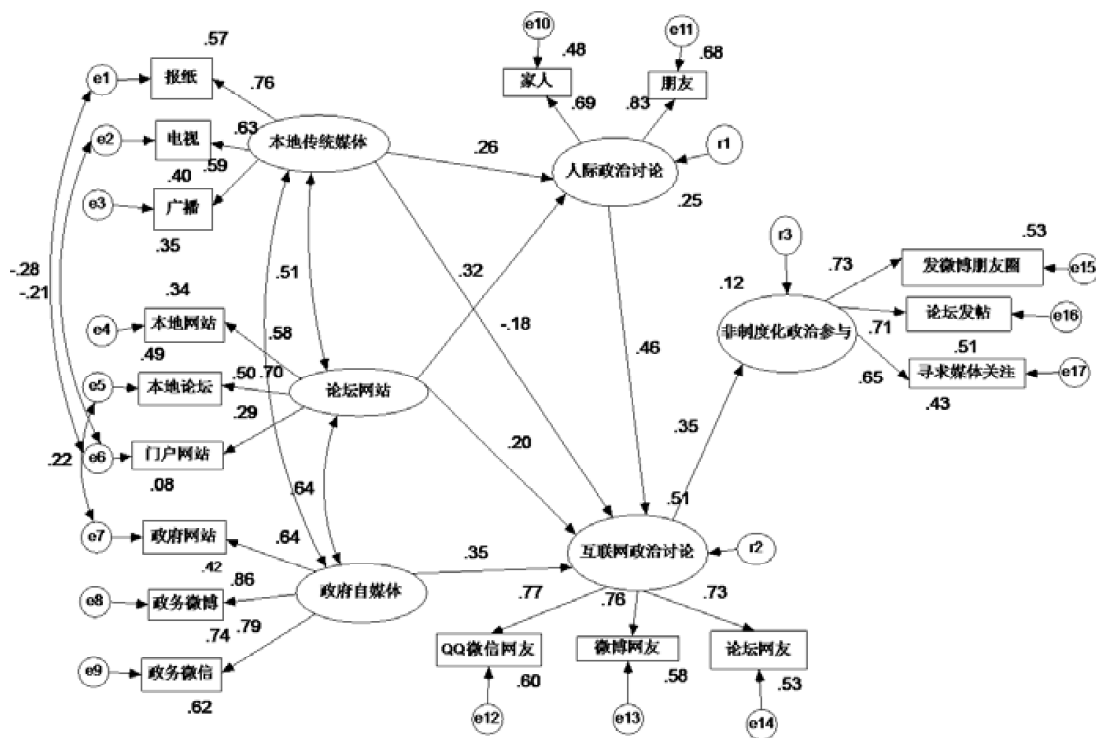 e10
e11
.57
.48
.68
e1
报纸
家人
朋友
.76
.69
.83
e2
电视
.63
本地传统媒体
.26
人际政治讨论
r1
.59
.40
e3
广播
.25
.35
r3
.53
-.28
-.21
.51
.32
.73
发微博朋友圈
e15
.34
.12
e4
本地网站
.58
-.18
非制度化政治参与
.71
论坛发帖
e16
.49
.46
.51
e5
本地论坛
.50
.70
论坛网站
.65
寻求媒体关注
e17
.29
.43
.35
.22
e6
门户网站
.20
.08
.64
.51
e7
政府网站
.64
互联网政治讨论
r2
.42
.35
.86
政府自媒体
e8
政务微博
.77
.76
.73
.74
.79
QQ微信网友
微博网友
论坛网友
e9
政务微信
.60
.58
.53
.62
e12
e13
e14